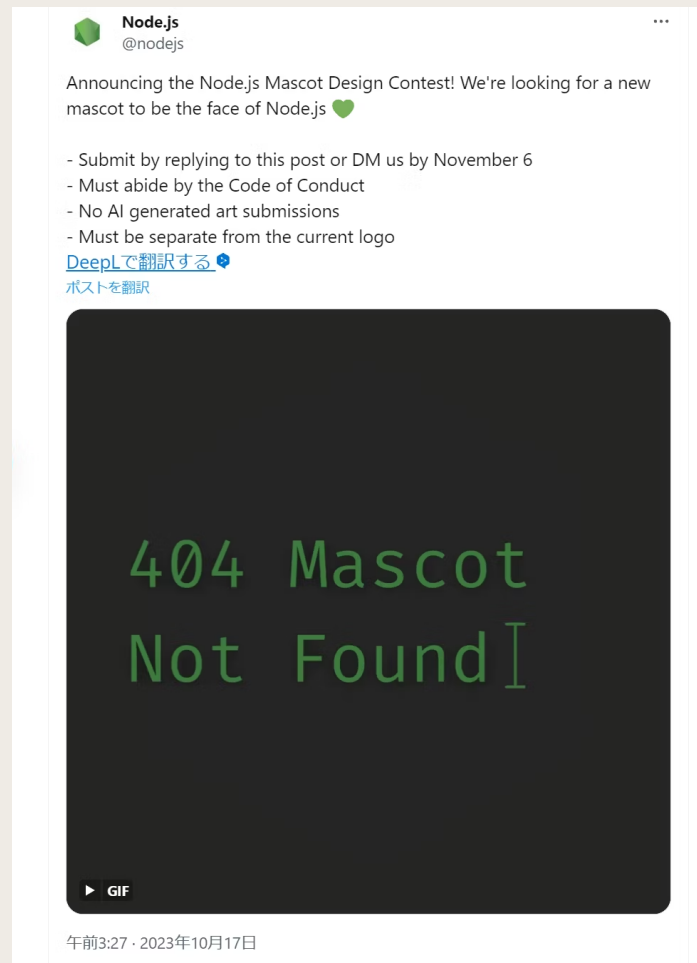 Node.js
@nodejs
Announcing the Node.js Mascot Design Contest! We're looking for a new
mascot to be the face of Node.js 💚
- Submit by replying to this post or DM us by November 6
- Must abide by the Code of Conduct
- No AI generated art submissions
- Must be separate from the current logo
DeepLで翻訳する
ポストを翻訳
404 Mascot
Not Found
GIF
午前3:27 · 2023年10月17日